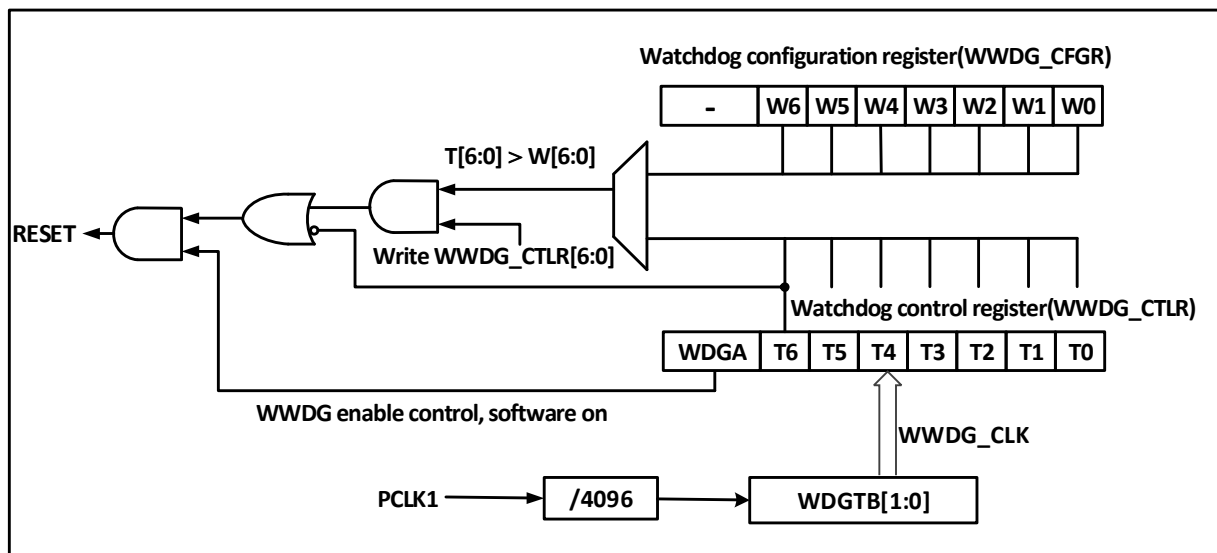 Watchdog configuration register(WWDG_CFGR)
- W6 W5 W4 W3 W2 W1 W0
T[6:0] > W[6:0]
RESET
Write WWDG_CTLR[6:0]
Watchdog control register(WWDG_CTLR)
WDGA T6 T5 T4 T3 T2 T1 T0
WWDG enable control, software on
WWDG_CLK
PCLK1 /4096 WDGTB[1:0]